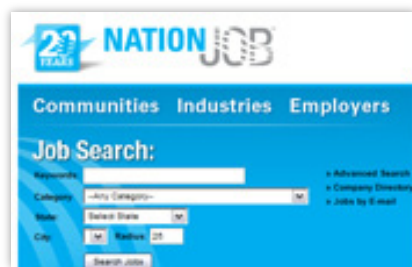 20
YEARS
NATIONJOB
Communities Industries Employers
Job Search:
Keywords:
Category: --Any Category--
State: Select State
City: Radius: 25
Search Jobs
» Advanced Search
» Company Directory
» Jobs by E-mail